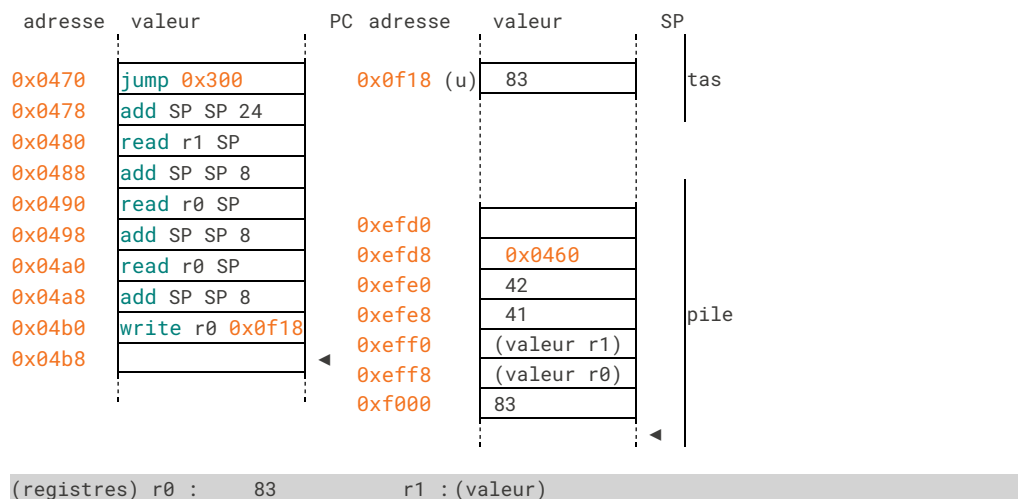 adresse valeur PC adresse valeur SP
0x0470 jump 0x300 0x0f18 (u) 83 tas
0x0478 add SP SP 24
0x0480 read r1 SP
0x0488 add SP SP 8
0x0490 read r0 SP
0xefd0
0x0498 add SP SP 8
0xefd8 0x0460
0x04a0 read r0 SP
0xefe0 42
0x04a8 add SP SP 8
0xefe8 41 pile
0x04b0 write r0 0x0f18
0xeff0 (valeur r1)
0x04b8 ◄
0xeff8 (valeur r0)
0xf000 83
◄
(registres) r0 : 83 r1 : (valeur)